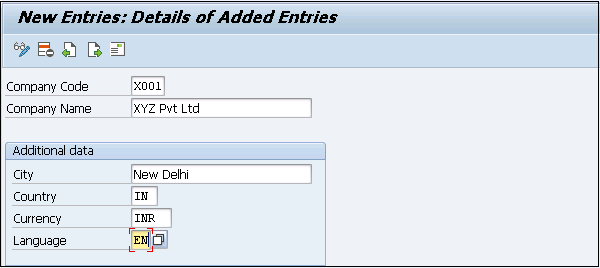 New Entries: Details of Added Entries
Company Code X001
Company Name XYZ Pvt Ltd
Additional data
City New Delhi
Country IN
Currency INR
Language EN